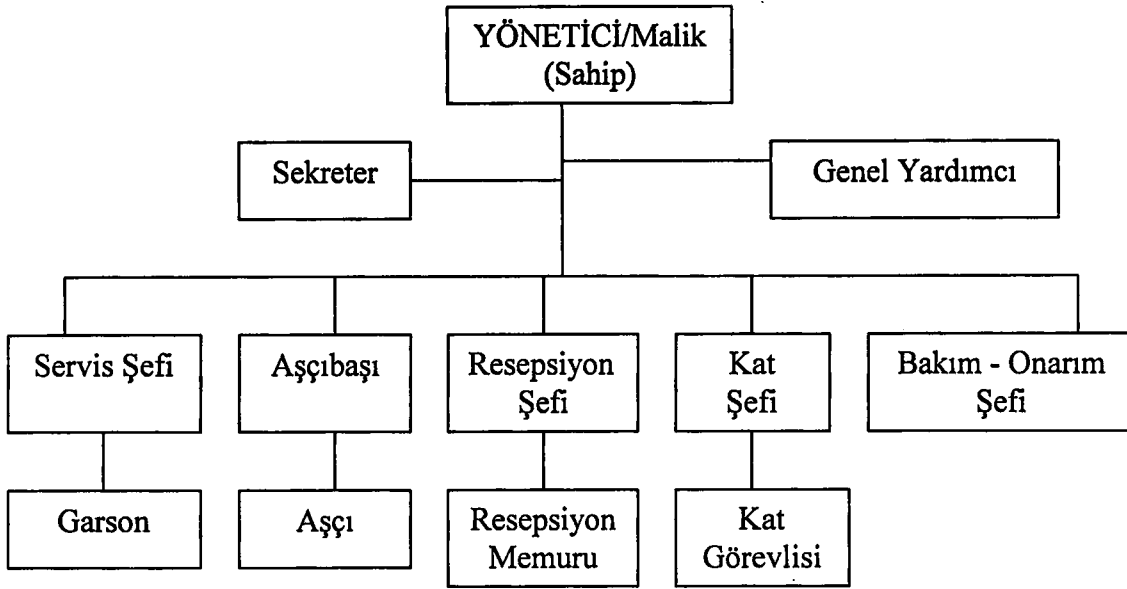 YÖNETİCİ/Malik
(Sahip)
Sekreter
Genel Yardımcı
Servis Şefi
Aşçıbaşı
Resepsiyon
Şefi
Kat
Şefi
Bakım - Onarım
Şefi
Garson
Aşçı
Resepsiyon
Memuru
Kat
Görevlisi